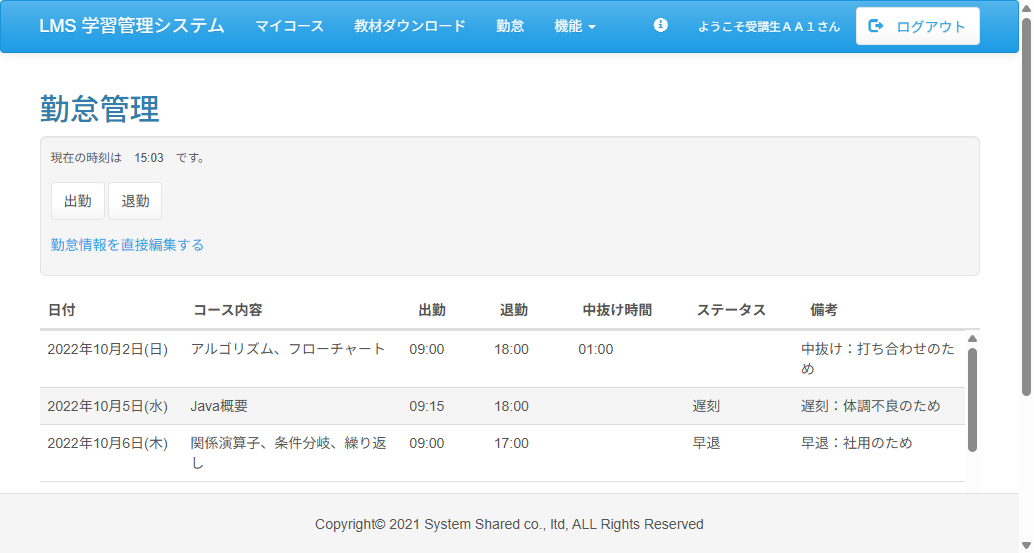 LMS 学習管理システム マイコース 教材ダウンロード 勤怠 機能 ようこそ受講生ＡＡ１さん ログアウト
勤怠管理
現在の時刻は 15:03 です。
出勤 退勤
勤怠情報を直接編集する
日付 コース内容 出勤 退勤 中抜け時間 ステータス 備考
2022年10月2日(日) アルゴリズム、フローチャート 09:00 18:00 01:00 中抜け：打ち合わせのた
め
2022年10月5日(水) Java概要 09:15 18:00 遅刻 遅刻：体調不良のため
2022年10月6日(木) 関係演算子、条件分岐、繰り返 09:00 17:00 早退 早退：社用のため
し
Copyright© 2021 System Shared co., ltd, ALL Rights Reserved